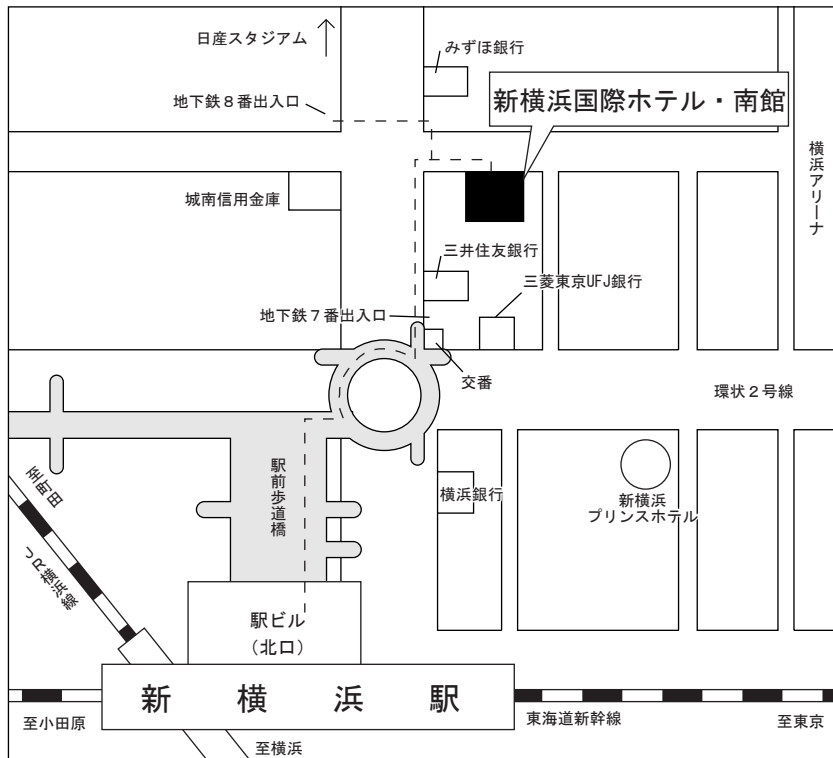 日産スタジアム
みずほ銀行
地下鉄８番出入口
新横浜国際ホテル・南館
横浜アリーナ
城南信用金庫
三井住友銀行
三菱東京UFJ銀行
地下鉄７番出入口
交番
環状２号線
駅前歩道橋
横浜銀行
新横浜
プリンスホテル
至町田
JR横浜線
駅ビル
（北口）
新横浜駅
至小田原
至横浜
東海道新幹線
至東京